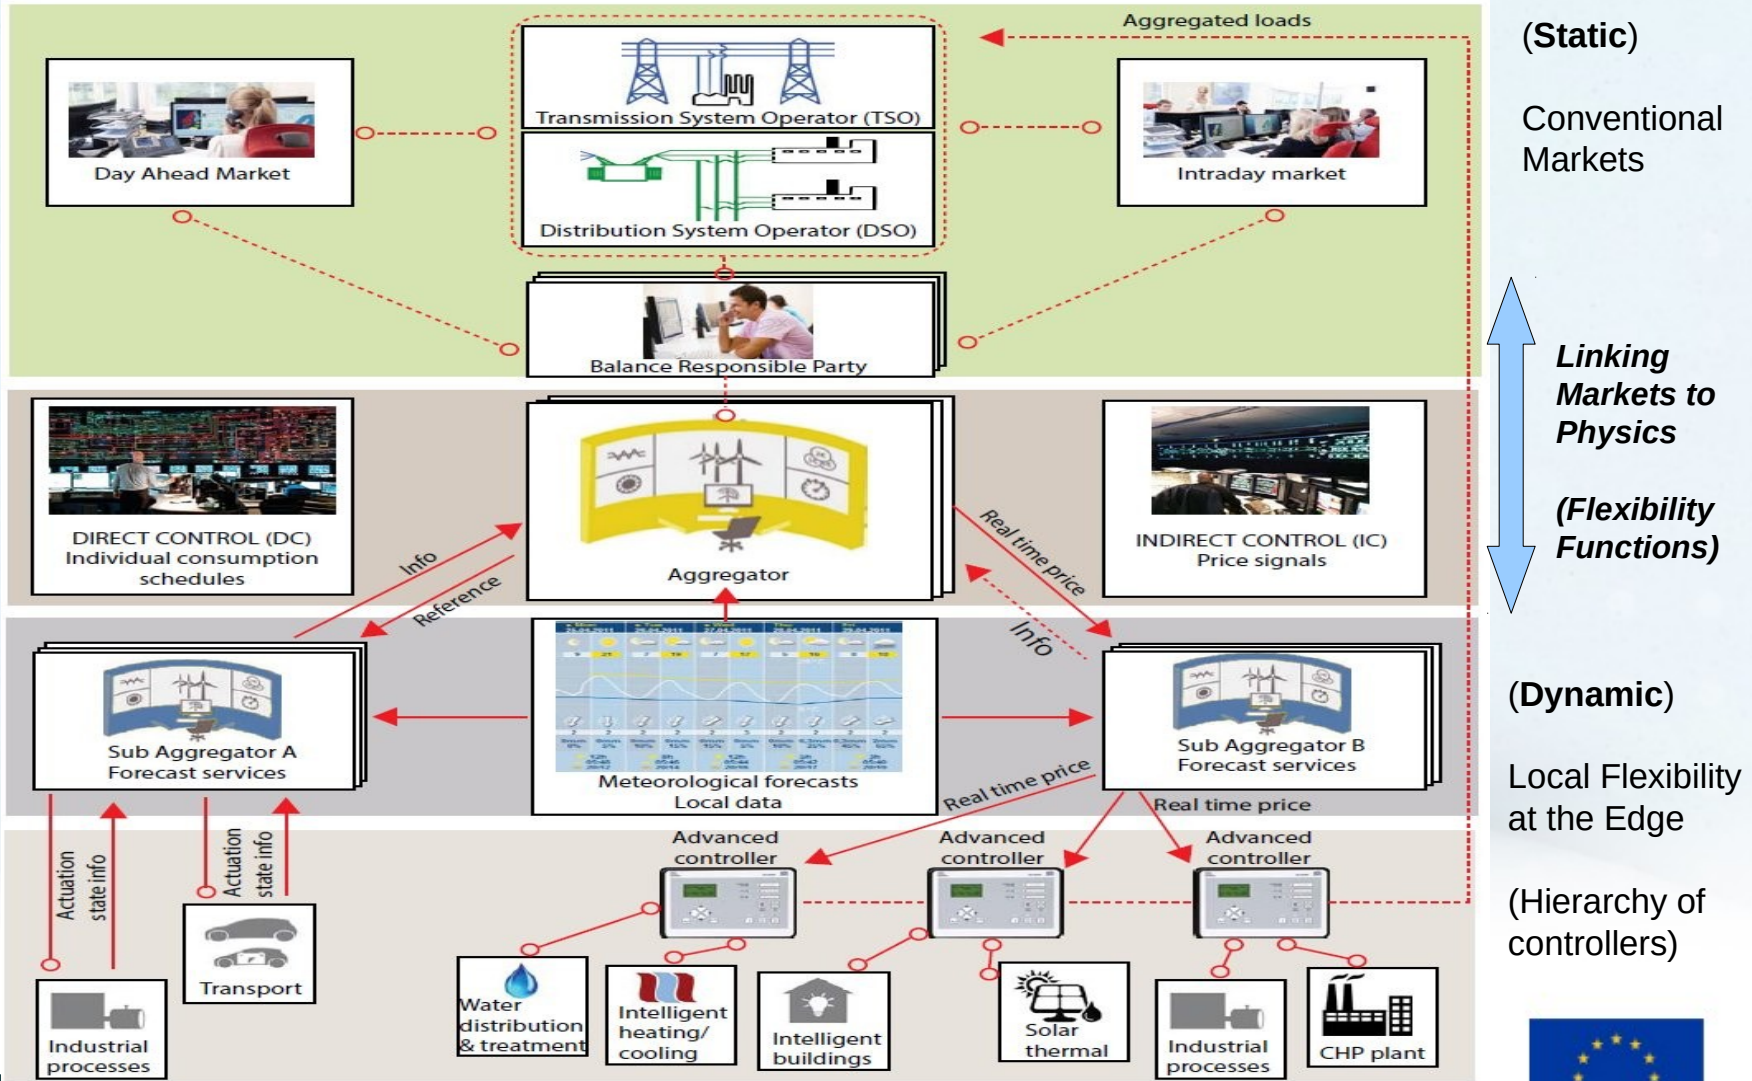 Aggregated loads
Transmission System Operator (TSO)
Day Ahead Market
Distribution System Operator (DSO)
Intraday market
Balance Responsible Party
DIRECT CONTROL (DC)
Individual consumption
schedules
Info
Reference
Aggregator
Real time price
Info
INDIRECT CONTROL (IC)
Price signals
Sub Aggregator A
Forecast services
Meteorological forecasts
Local data
Sub Aggregator B
Forecast services
Real time price
Real time price
Actuation
state info
Actuation
state info
Advanced
controller
Advanced
controller
Advanced
controller
Industrial
processes
Transport
Water
distribution
& treatment
Intelligent
heating/
cooling
Intelligent
buildings
Solar
thermal
Industrial
processes
CHP plant
(Static)
Conventional
Markets
Linking
Markets to
Physics
(Flexibility
Functions)
(Dynamic)
Local Flexibility
at the Edge
(Hierarchy of
controllers)